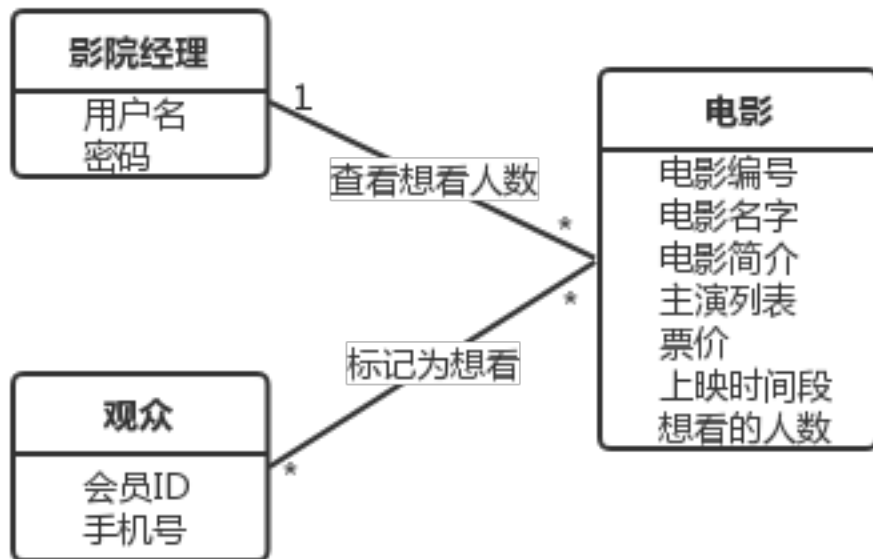 影院经理
用户名
密码
1
查看想看人数
*
电影
电影编号
电影名字
电影简介
主演列表
票价
上映时间段
想看的人数
*
标记为想看
*
观众
会员ID
手机号